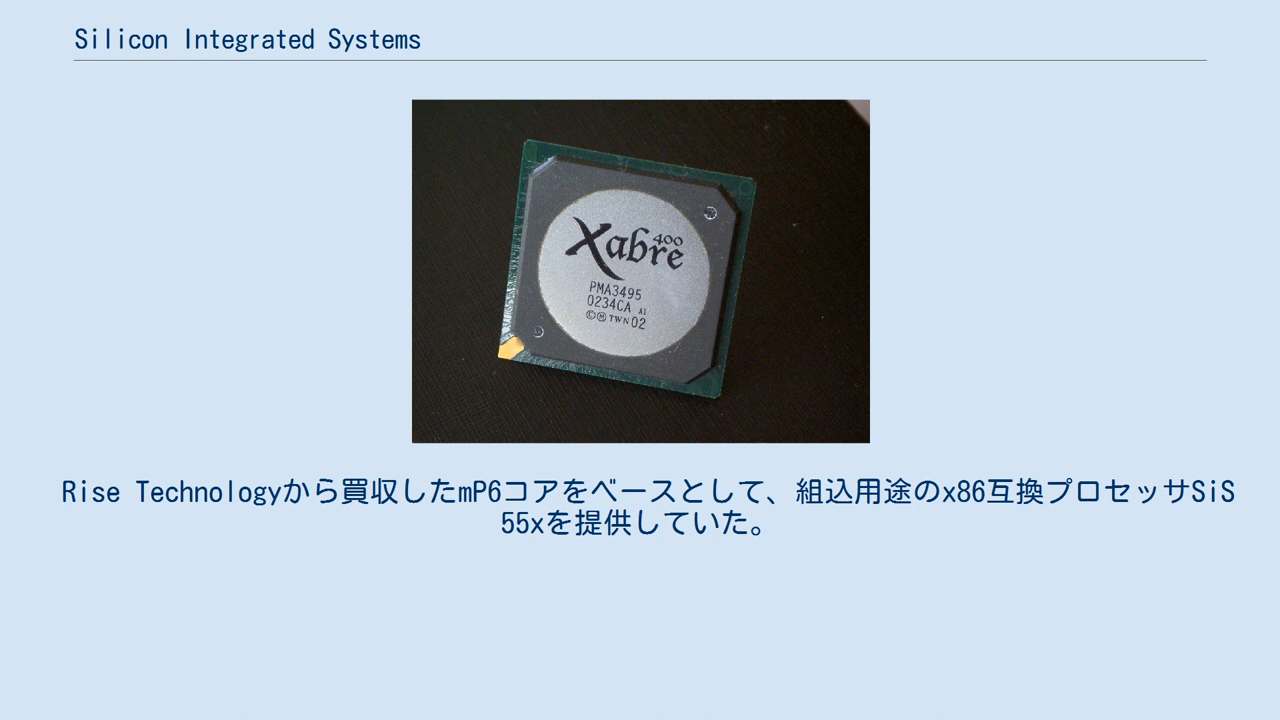 Silicon Integrated Systems
Xabre 400
PMA3495
0234CA A1
©Ⓜ TWN 02
Rise Technologyから買収したmP6コアをベースとして、組込用途のx86互換プロセッサSiS
55xを提供していた。